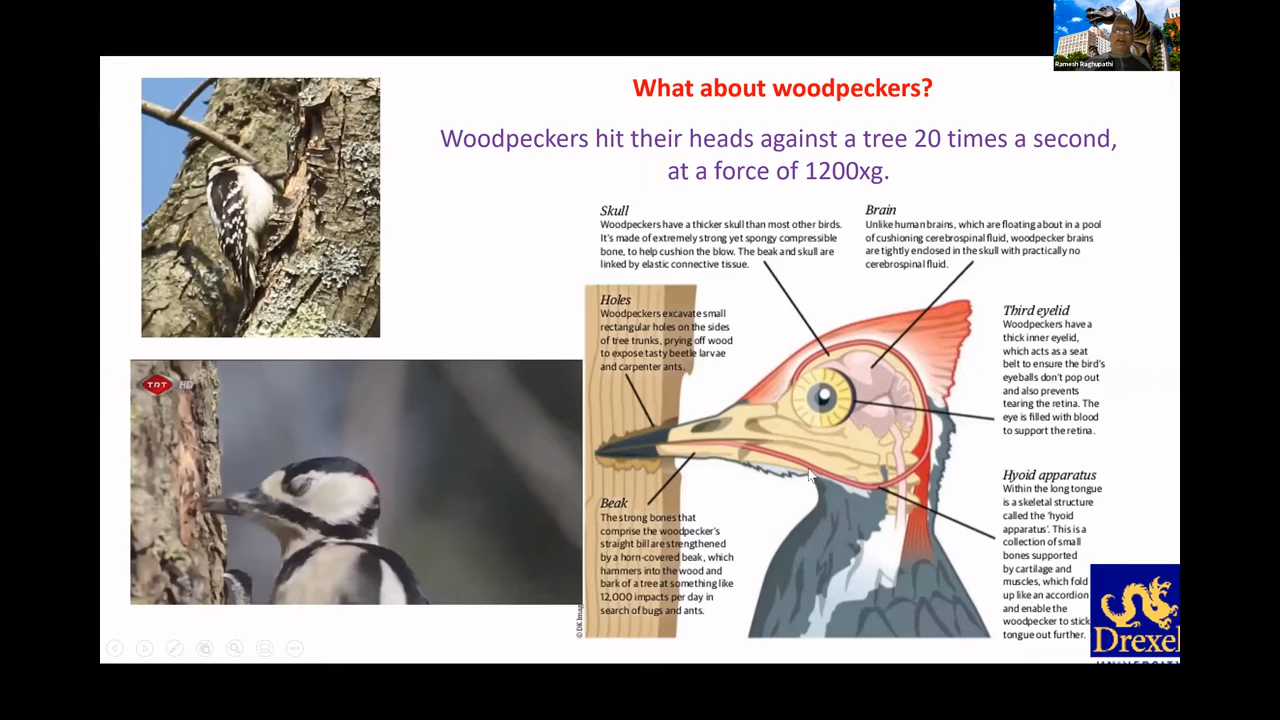 Ramesh Raghupathi
What about woodpeckers?
Woodpeckers hit their heads against a tree 20 times a second,
at a force of 1200xg.
Skull
Woodpeckers have a thicker skull than most other birds.
It's made of extremely strong yet spongy compressible
bone, to help cushion the blow. The beak and skull are
linked by elastic connective tissue.
Brain
Unlike human brains, which are floating about in a pool
of cushioning cerebrospinal fluid, woodpecker brains
are tightly enclosed in the skull with practically no
cerebrospinal fluid.
Holes
Woodpeckers excavate small
rectangular holes on the sides
of tree trunks, prying off wood
to expose tasty beetle larvae
and carpenter ants.
Third eyelid
Woodpeckers have a
thick inner eyelid,
which acts as a seat
belt to ensure the bird's
eyeballs don't pop out
and also prevents
tearing the retina. The
eye is filled with blood
to support the retina.
TRT HD
Hyoid apparatus
Within the long tongue
is a skeletal structure
called the 'hyoid
apparatus'. This is a
collection of small
bones supported
by cartilage and
muscles, which fold
up like an accordion
and enable the
woodpecker to stick
tongue out further.
Beak
The strong bones that
comprise the woodpecker's
straight bill are strengthened
by a horn-covered beak, which
hammers into the wood and
bark of a tree at something like
12,000 impacts per day in
search of bugs and ants.
© DK Imag
Drexel
UNIVERSITY